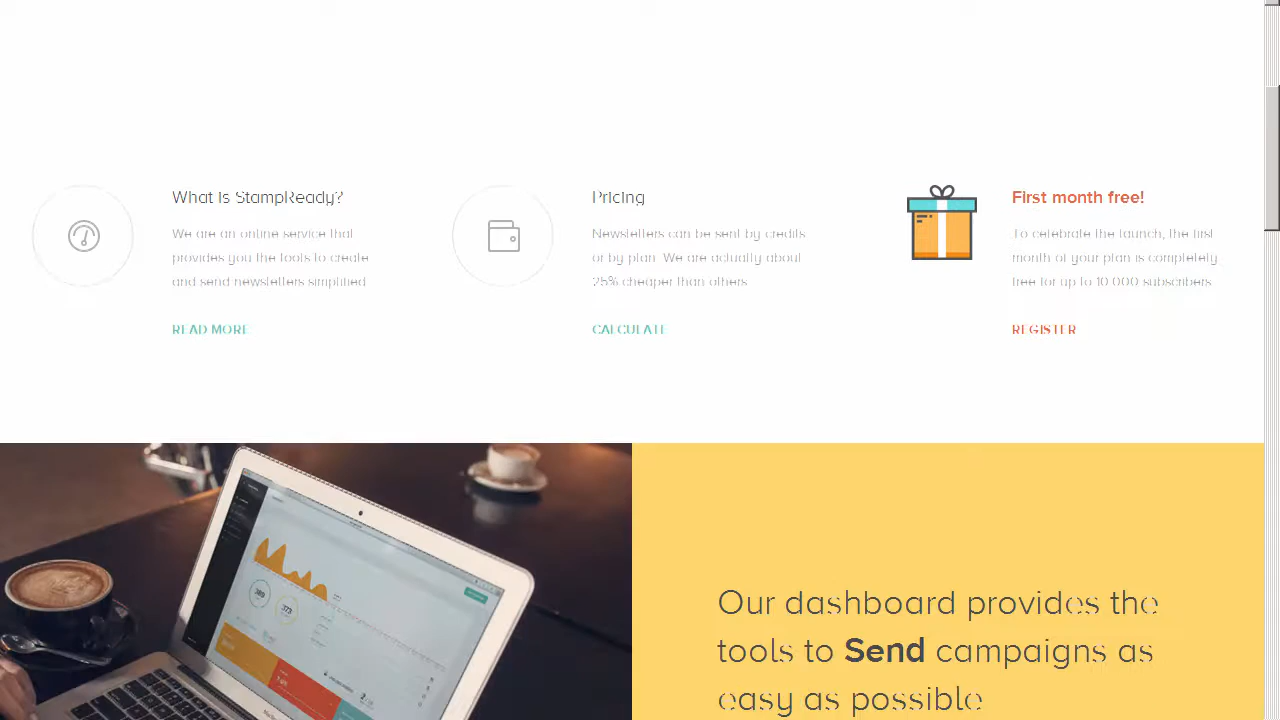 What is StampReady?
We are an online service that
provides you the tools to create
and send newsletters simplified.
READ MORE
Pricing
Newsletters can be sent by credits
or by plan. We are actually about
25% cheaper than others.
CALCULATE
First month free!
To celebrate the launch, the first
month of your plan is completely
free for up to 10.000 subscribers.
REGISTER
389
373
Our dashboard provides the
tools to Send campaigns as
easy as possible